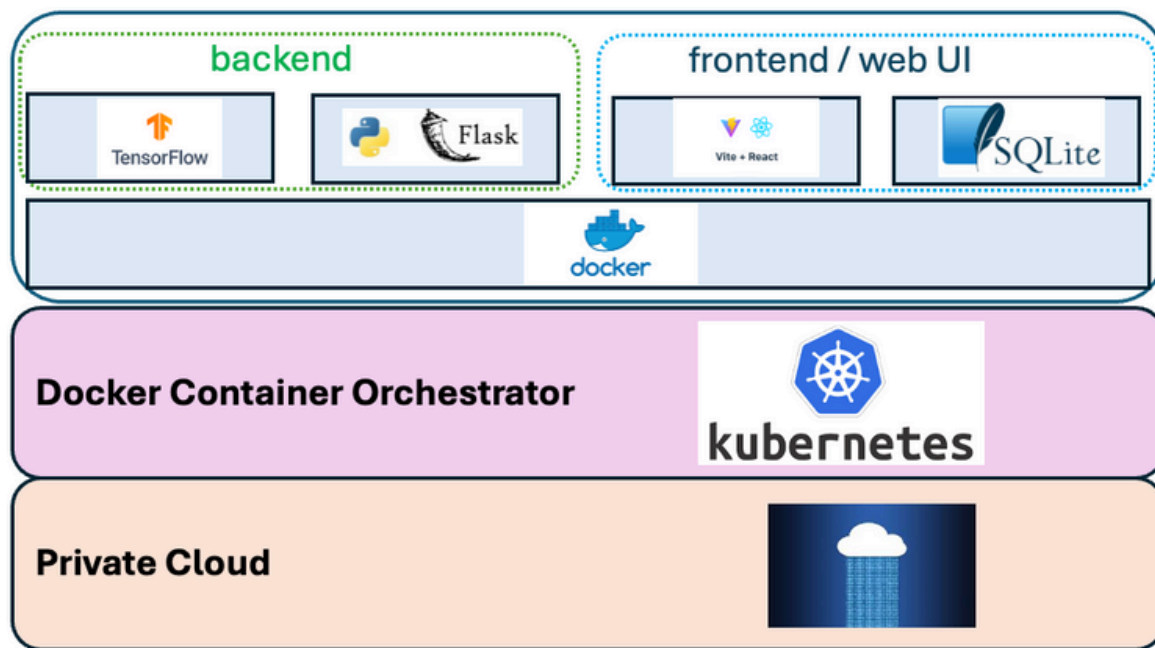 backend
frontend / web UI
TensorFlow
Flask
Vite + React
SQLite
docker
Docker Container Orchestrator
kubernetes
Private Cloud